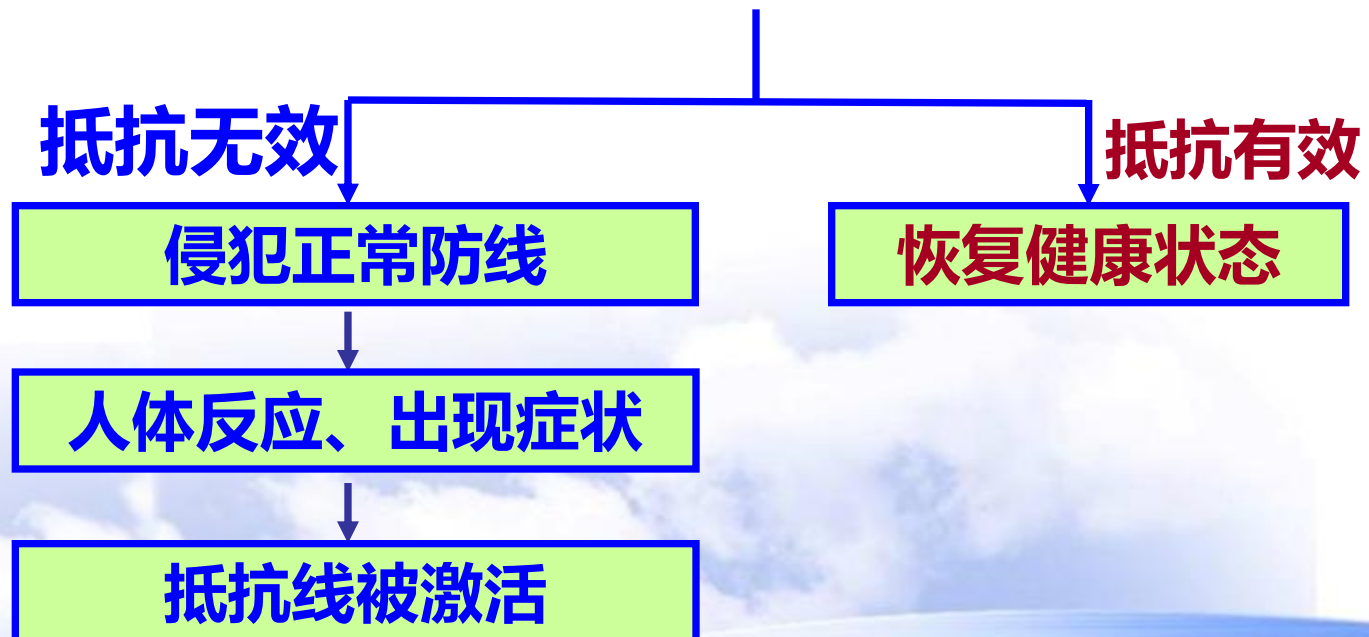 抵抗无效
抵抗有效
侵犯正常防线
恢复健康状态
人体反应、出现症状
抵抗线被激活